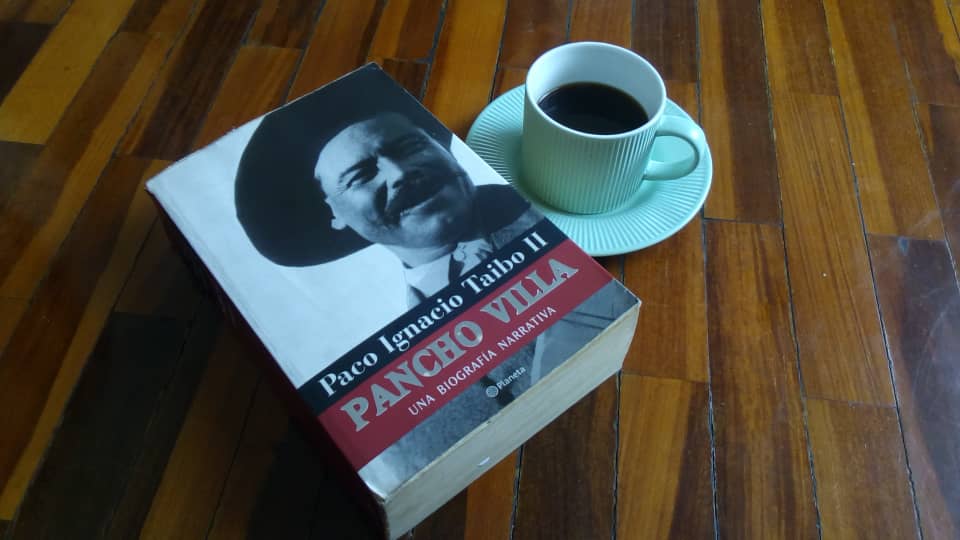 Paco Ignacio Taibo II
PANCHO VILLA
UNA BIOGRAFÍA NARRATIVA
Planeta